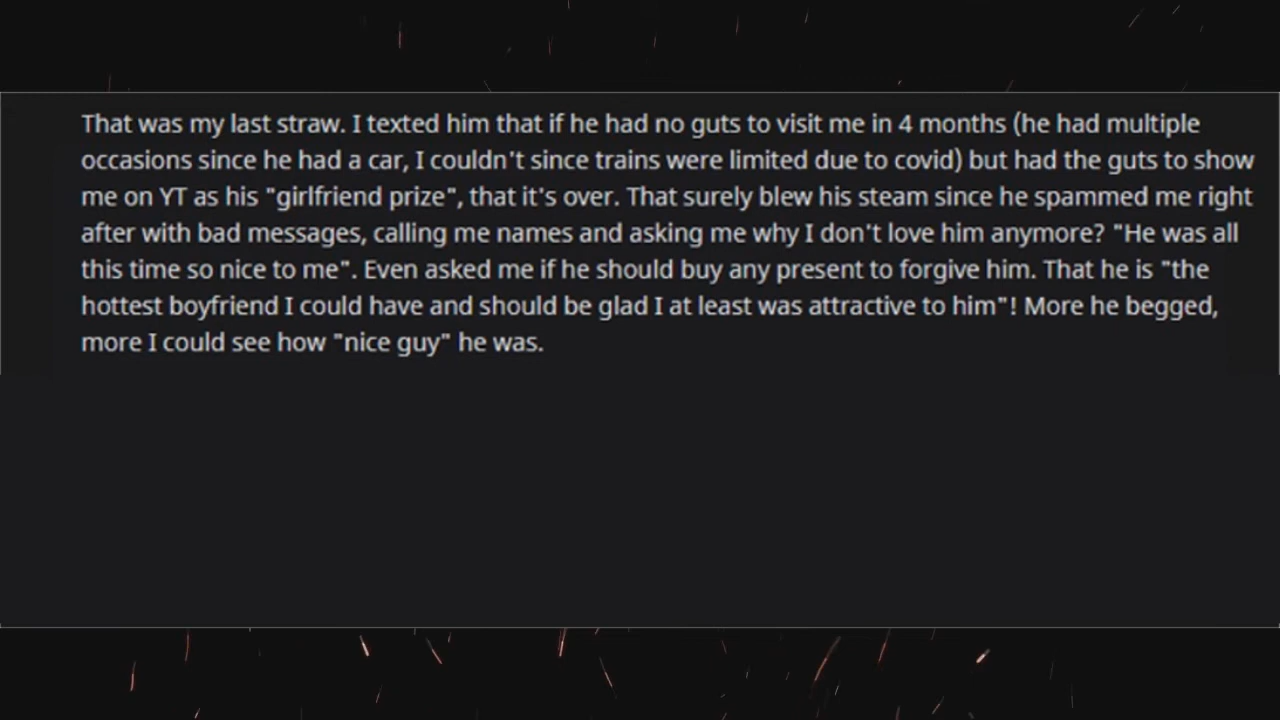 That was my last straw. I texted him that if he had no guts to visit me in 4 months (he had multiple
occasions since he had a car, I couldn't since trains were limited due to covid) but had the guts to show
me on YT as his "girlfriend prize", that it's over. That surely blew his steam since he spammed me right
after with bad messages, calling me names and asking me why I don't love him anymore? "He was all
this time so nice to me". Even asked me if he should buy any present to forgive him. That he is "the
hottest boyfriend I could have and should be glad I at least was attractive to him"! More he begged,
more I could see how "nice guy" he was.